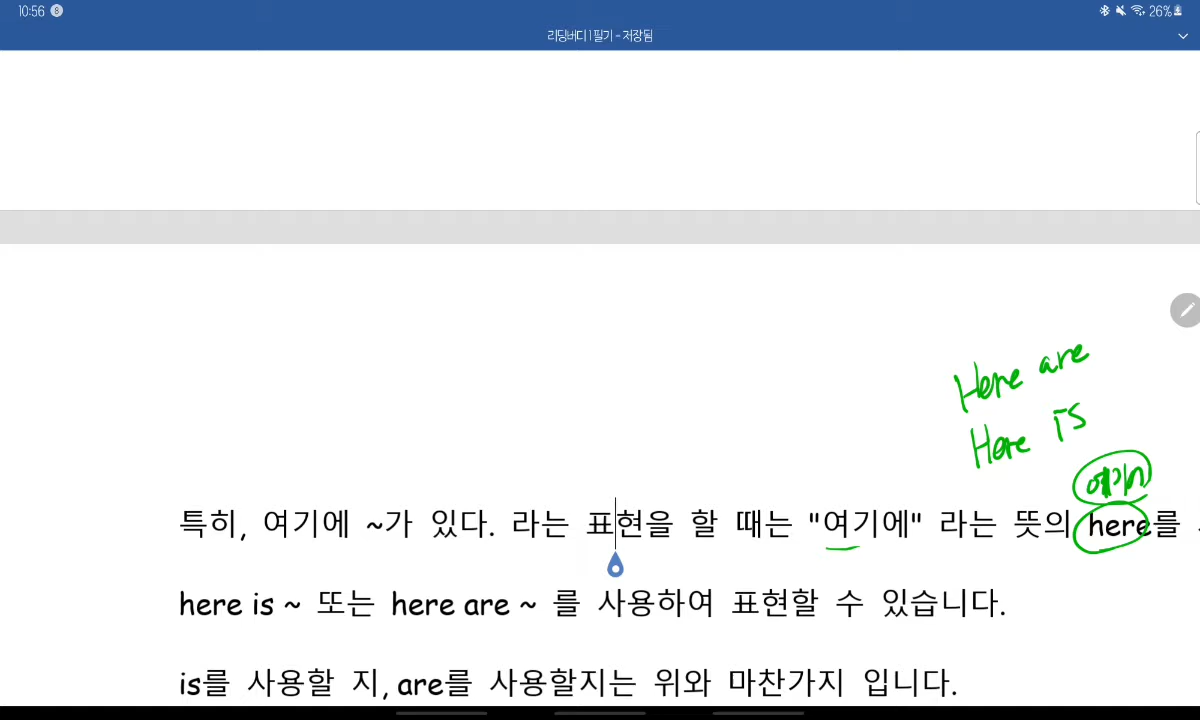 10:56 8 26%
리딩버디 1 필기 - 저장됨
Here are
Here is
여기에
특히, 여기에 ~가 있다. 라는 표현을 할 때는 "여기에" 라는 뜻의 here를
here is ~ 또는 here are ~ 를 사용하여 표현할 수 있습니다.
is를 사용할 지, are를 사용할지는 위와 마찬가지 입니다.